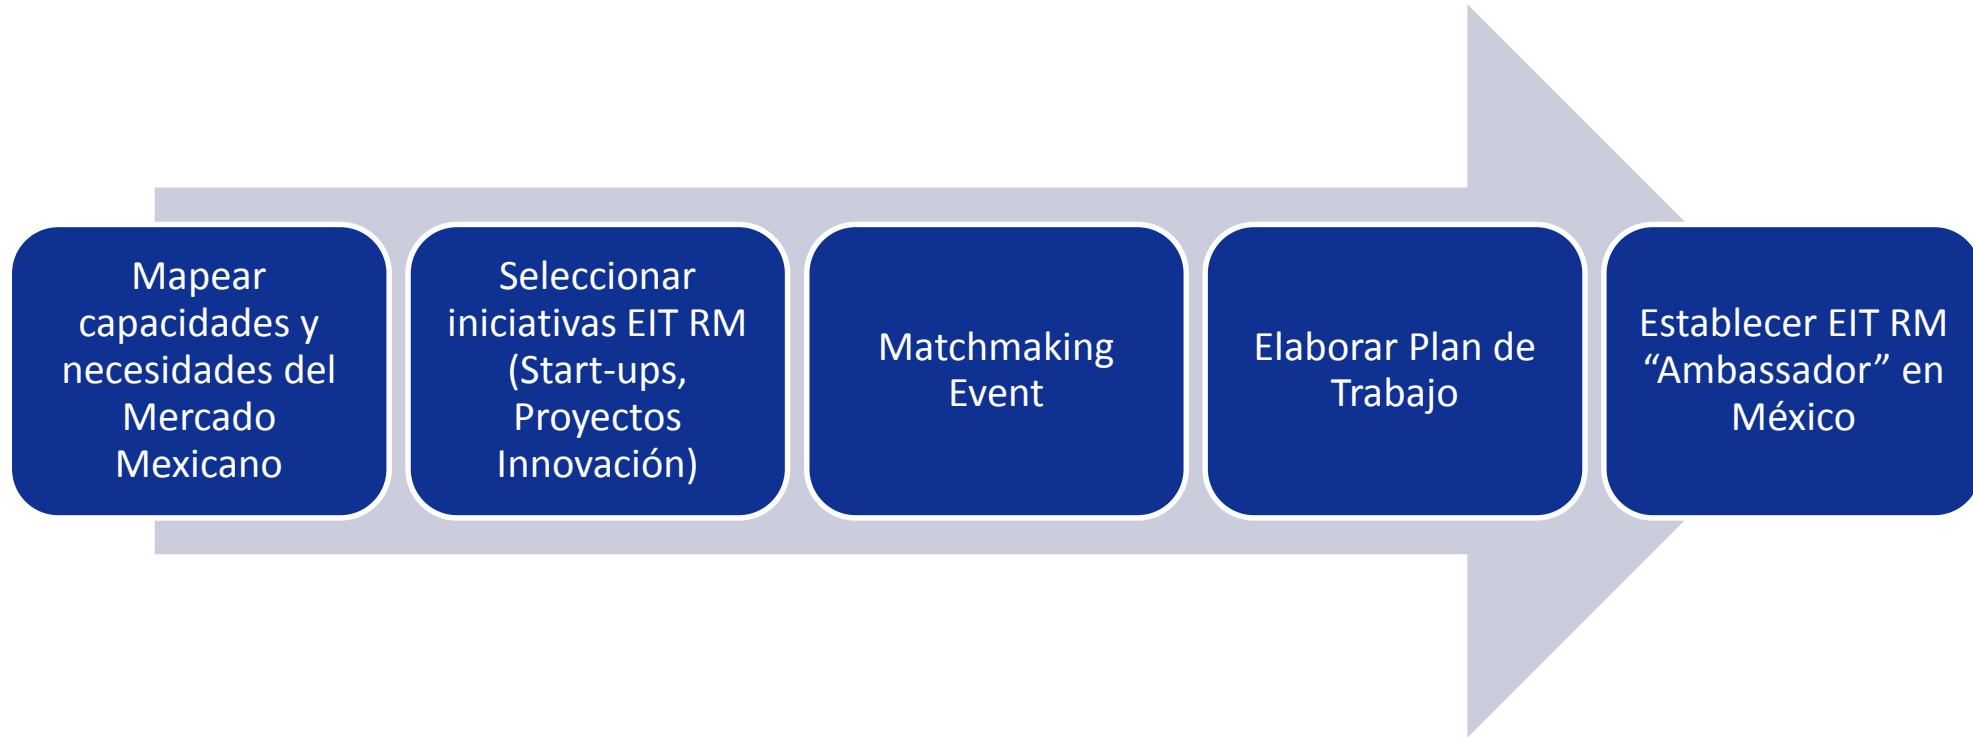 Mapear
capacidades y
necesidades del
Mercado
Mexicano
Seleccionar
iniciativas EIT RM
(Start-ups,
Proyectos
Innovación)
Matchmaking
Event
Elaborar Plan de
Trabajo
Establecer EIT RM
“Ambassador” en
México